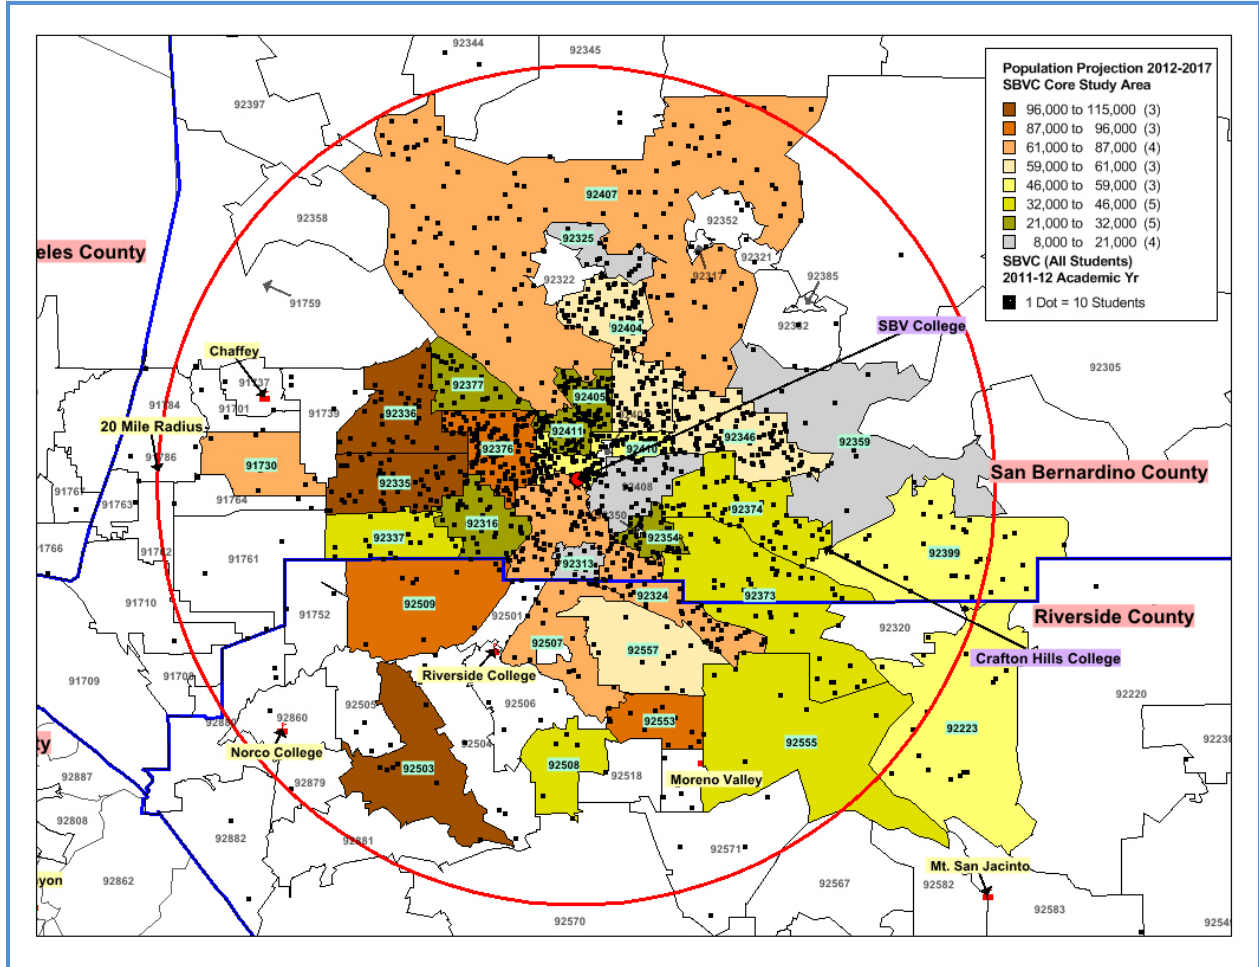 92344
92345
Population Projection 2012-2017
SBVC Core Study Area
96,000 to 115,000 (3)
87,000 to 96,000 (3)
61,000 to 87,000 (4)
59,000 to 61,000 (3)
46,000 to 59,000 (3)
32,000 to 46,000 (5)
21,000 to 32,000 (5)
8,000 to 21,000 (4)
SBVC (All Students)
2011-12 Academic Yr
1 Dot = 10 Students
92397
92407
92358
92352
92325
eles County
92322
92317
92321
92385
91759
92404
SBV College
Chaffey
92305
91737
92377
92405
91784
91701
91739
92336
20 Mile Radius
92411
92376
92410
92346
92359
91786
91730
San Bernardino County
92335
92408
91767
91763
91764
92374
92316
92350
92337
92354
91766
91761
92399
92313
92324
92373
91710
92509
91752
92501
Riverside County
92320
92507
92557
Crafton Hills College
91709
Riverside College
92220
92505
92506
92860
92553
92223
ty
Norco College
92504
92555
92503
92508
92518
Moreno Valley
92887
92879
92808
92882
92881
92571
Mt. San Jacinto
yon
92862
92567
92582
92583
92570